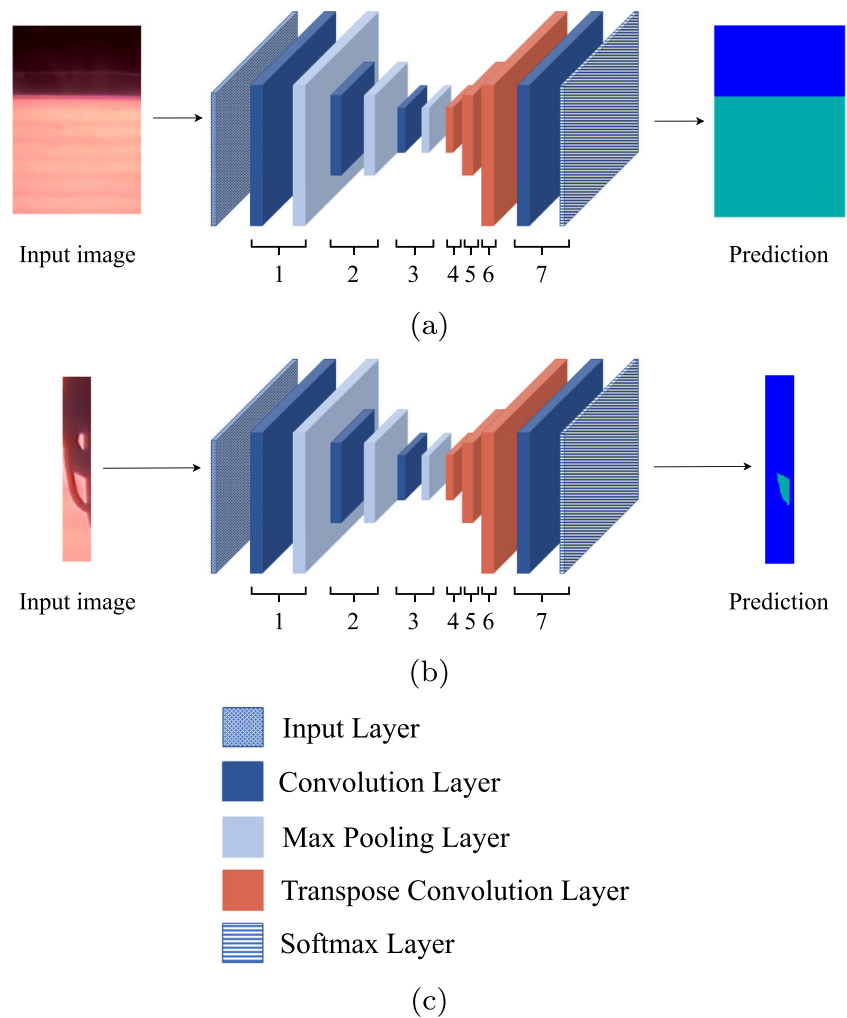 Input image
Prediction
1 2 3 4 5 6 7
(a)
Input image
Prediction
1 2 3 4 5 6 7
(b)
Input Layer
Convolution Layer
Max Pooling Layer
Transpose Convolution Layer
Softmax Layer
(c)